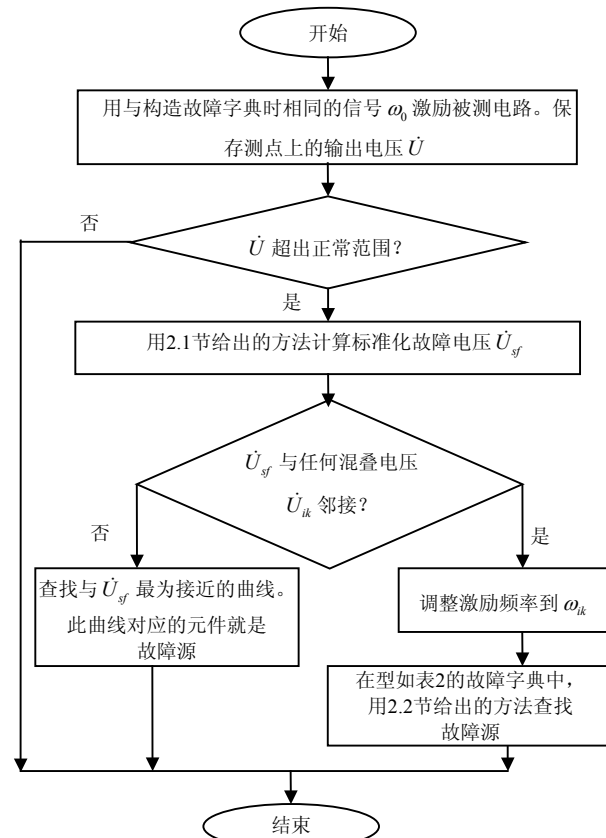 开始
用与构造故障字典时相同的信号 ω₀ 激励被测电路。保
存测点上的输出电压 U̇
否
U̇ 超出正常范围？
是
用2.1节给出的方法计算标准化故障电压 U̇sf
U̇sf 与任何混叠电压
U̇ik 邻接？
否
是
查找与 U̇sf 最为接近的曲线。
此曲线对应的元件就是
故障源
调整激励频率到 ωik
在型如表2的故障字典中，
用2.2节给出的方法查找
故障源
结束